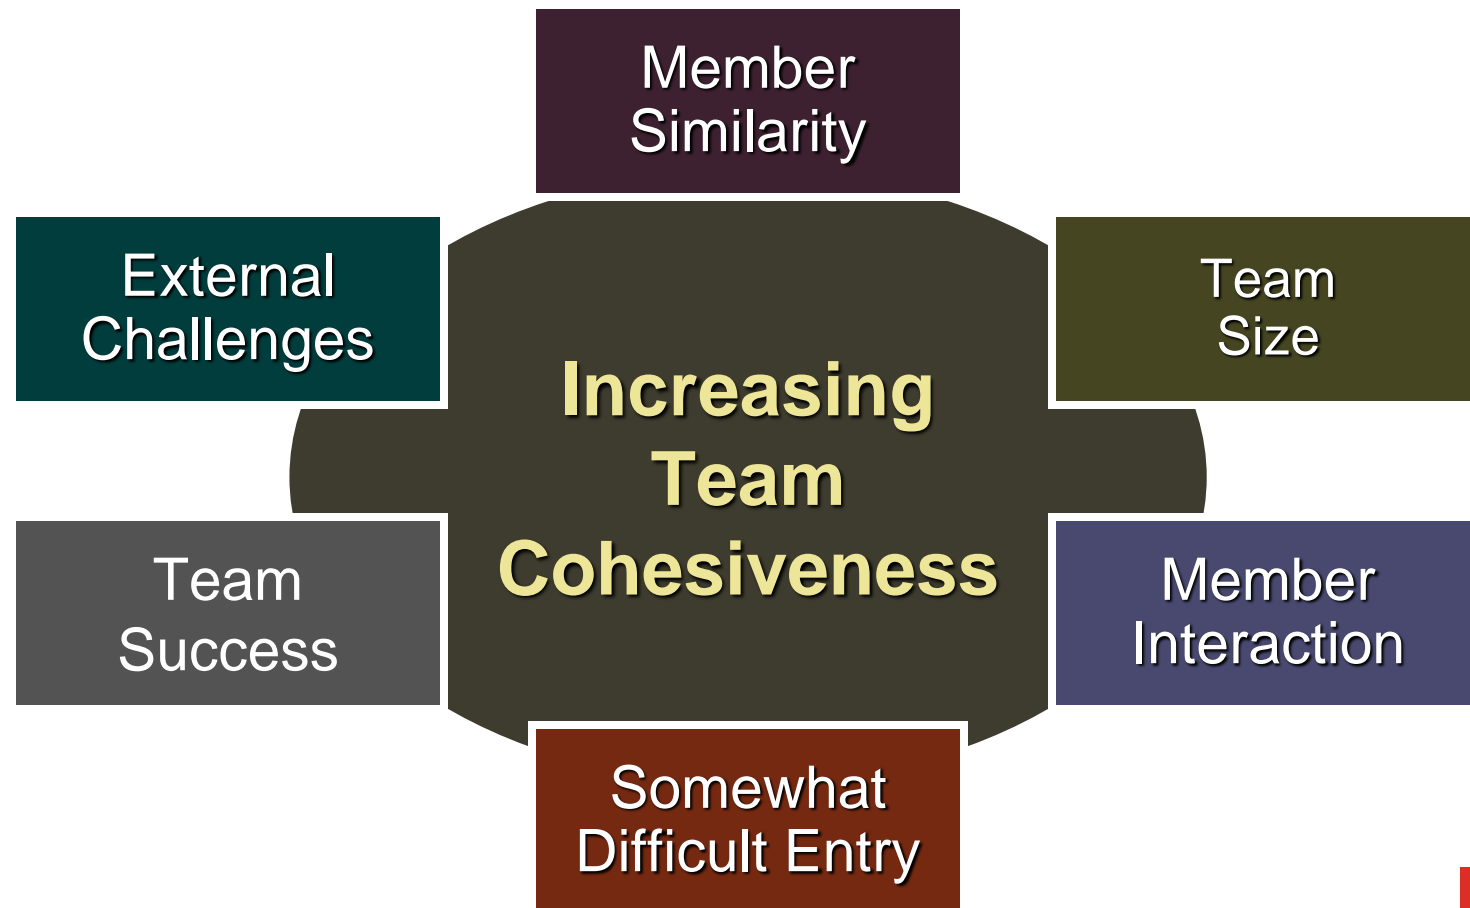 Member
Similarity
External
Challenges
Team
Size
Increasing
Team
Cohesiveness
Team
Success
Member
Interaction
Somewhat
Difficult Entry